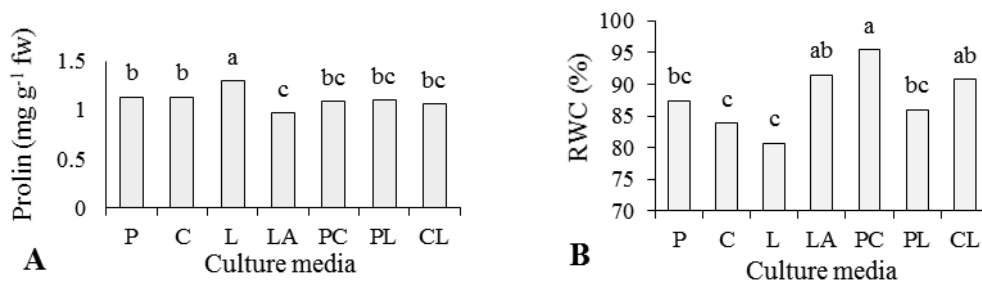 Prolin (mg g⁻¹ fw)
1.5
1
0.5
0
b b a c bc bc bc
P C L LA PC PL CL
Culture media
A
RWC (%)
100
95
90
85
80
75
70
bc c c ab a bc ab
P C L LA PC PL CL
Culture media
B